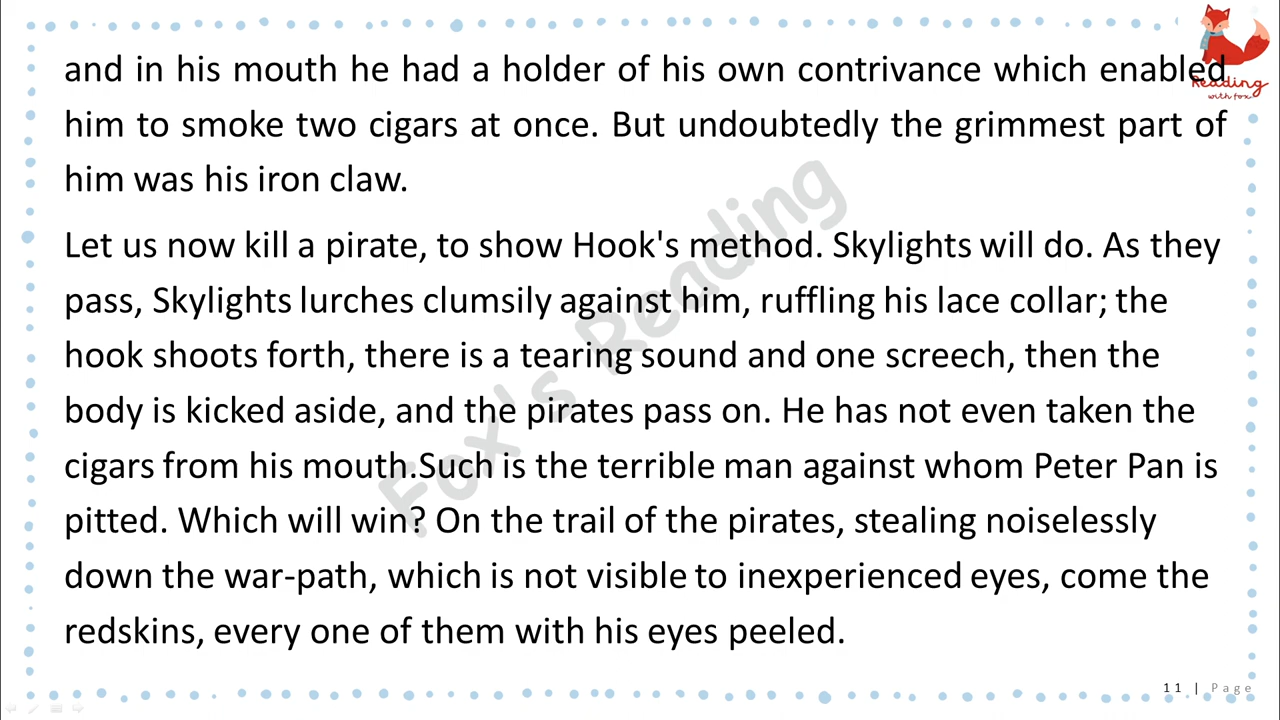 and in his mouth he had a holder of his own contrivance which enabled
him to smoke two cigars at once. But undoubtedly the grimmest part of
him was his iron claw.
Let us now kill a pirate, to show Hook's method. Skylights will do. As they
pass, Skylights lurches clumsily against him, ruffling his lace collar; the
hook shoots forth, there is a tearing sound and one screech, then the
body is kicked aside, and the pirates pass on. He has not even taken the
cigars from his mouth.Such is the terrible man against whom Peter Pan is
pitted. Which will win? On the trail of the pirates, stealing noiselessly
down the war-path, which is not visible to inexperienced eyes, come the
redskins, every one of them with his eyes peeled.
Reading
with fox
Fox's Reading
11 | Page